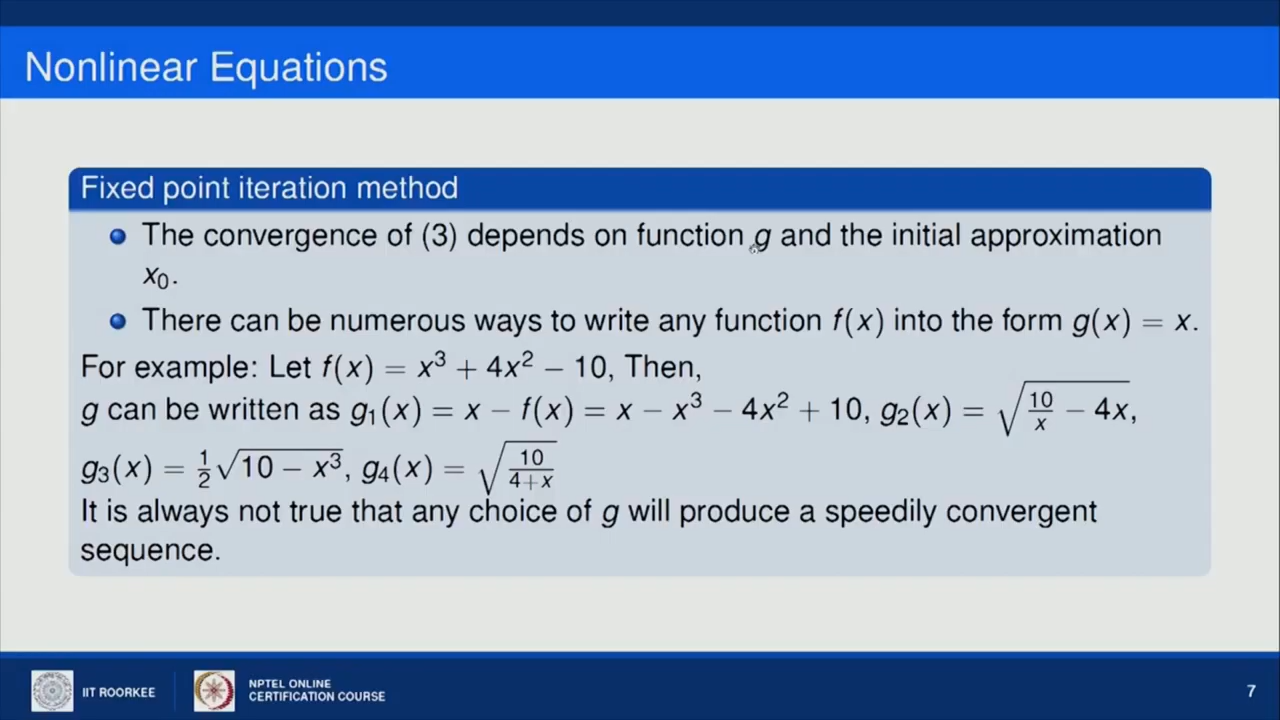 Nonlinear Equations
Fixed point iteration method
The convergence of (3) depends on function g and the initial approximation
x₀.
There can be numerous ways to write any function f(x) into the form g(x) = x.
For example: Let f(x) = x³ + 4x² − 10, Then,
g can be written as g₁(x) = x − f(x) = x − x³ − 4x² + 10, g₂(x) = √(10/x − 4x),
g₃(x) = ½√(10 − x³), g₄(x) = √(10/(4+x))
It is always not true that any choice of g will produce a speedily convergent
sequence.
IIT ROORKEE
NPTEL ONLINE
CERTIFICATION COURSE
7